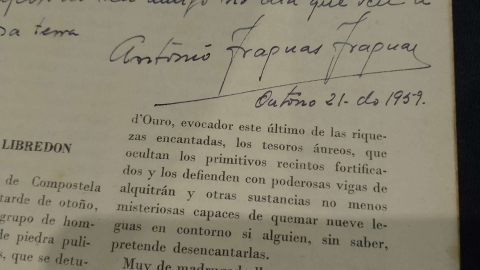 terra
Antonio Fraguas Fraguas
Outono 21-do 1959.
LIBREDON
de Compostela
tarde de otoño,
grupo de hom-
de piedra puli-
s, que se detu-
d'Ouro, evocador este último de las rique-
zas encantadas, los tesoros áureos, que
ocultan los primitivos recintos fortifica-
dos y los defienden con poderosas vigas de
alquitrán y otras sustancias no menos
misteriosas capaces de quemar nueve le-
guas en contorno si alguien, sin saber,
pretende desencantarlas.
Muy de madrugada